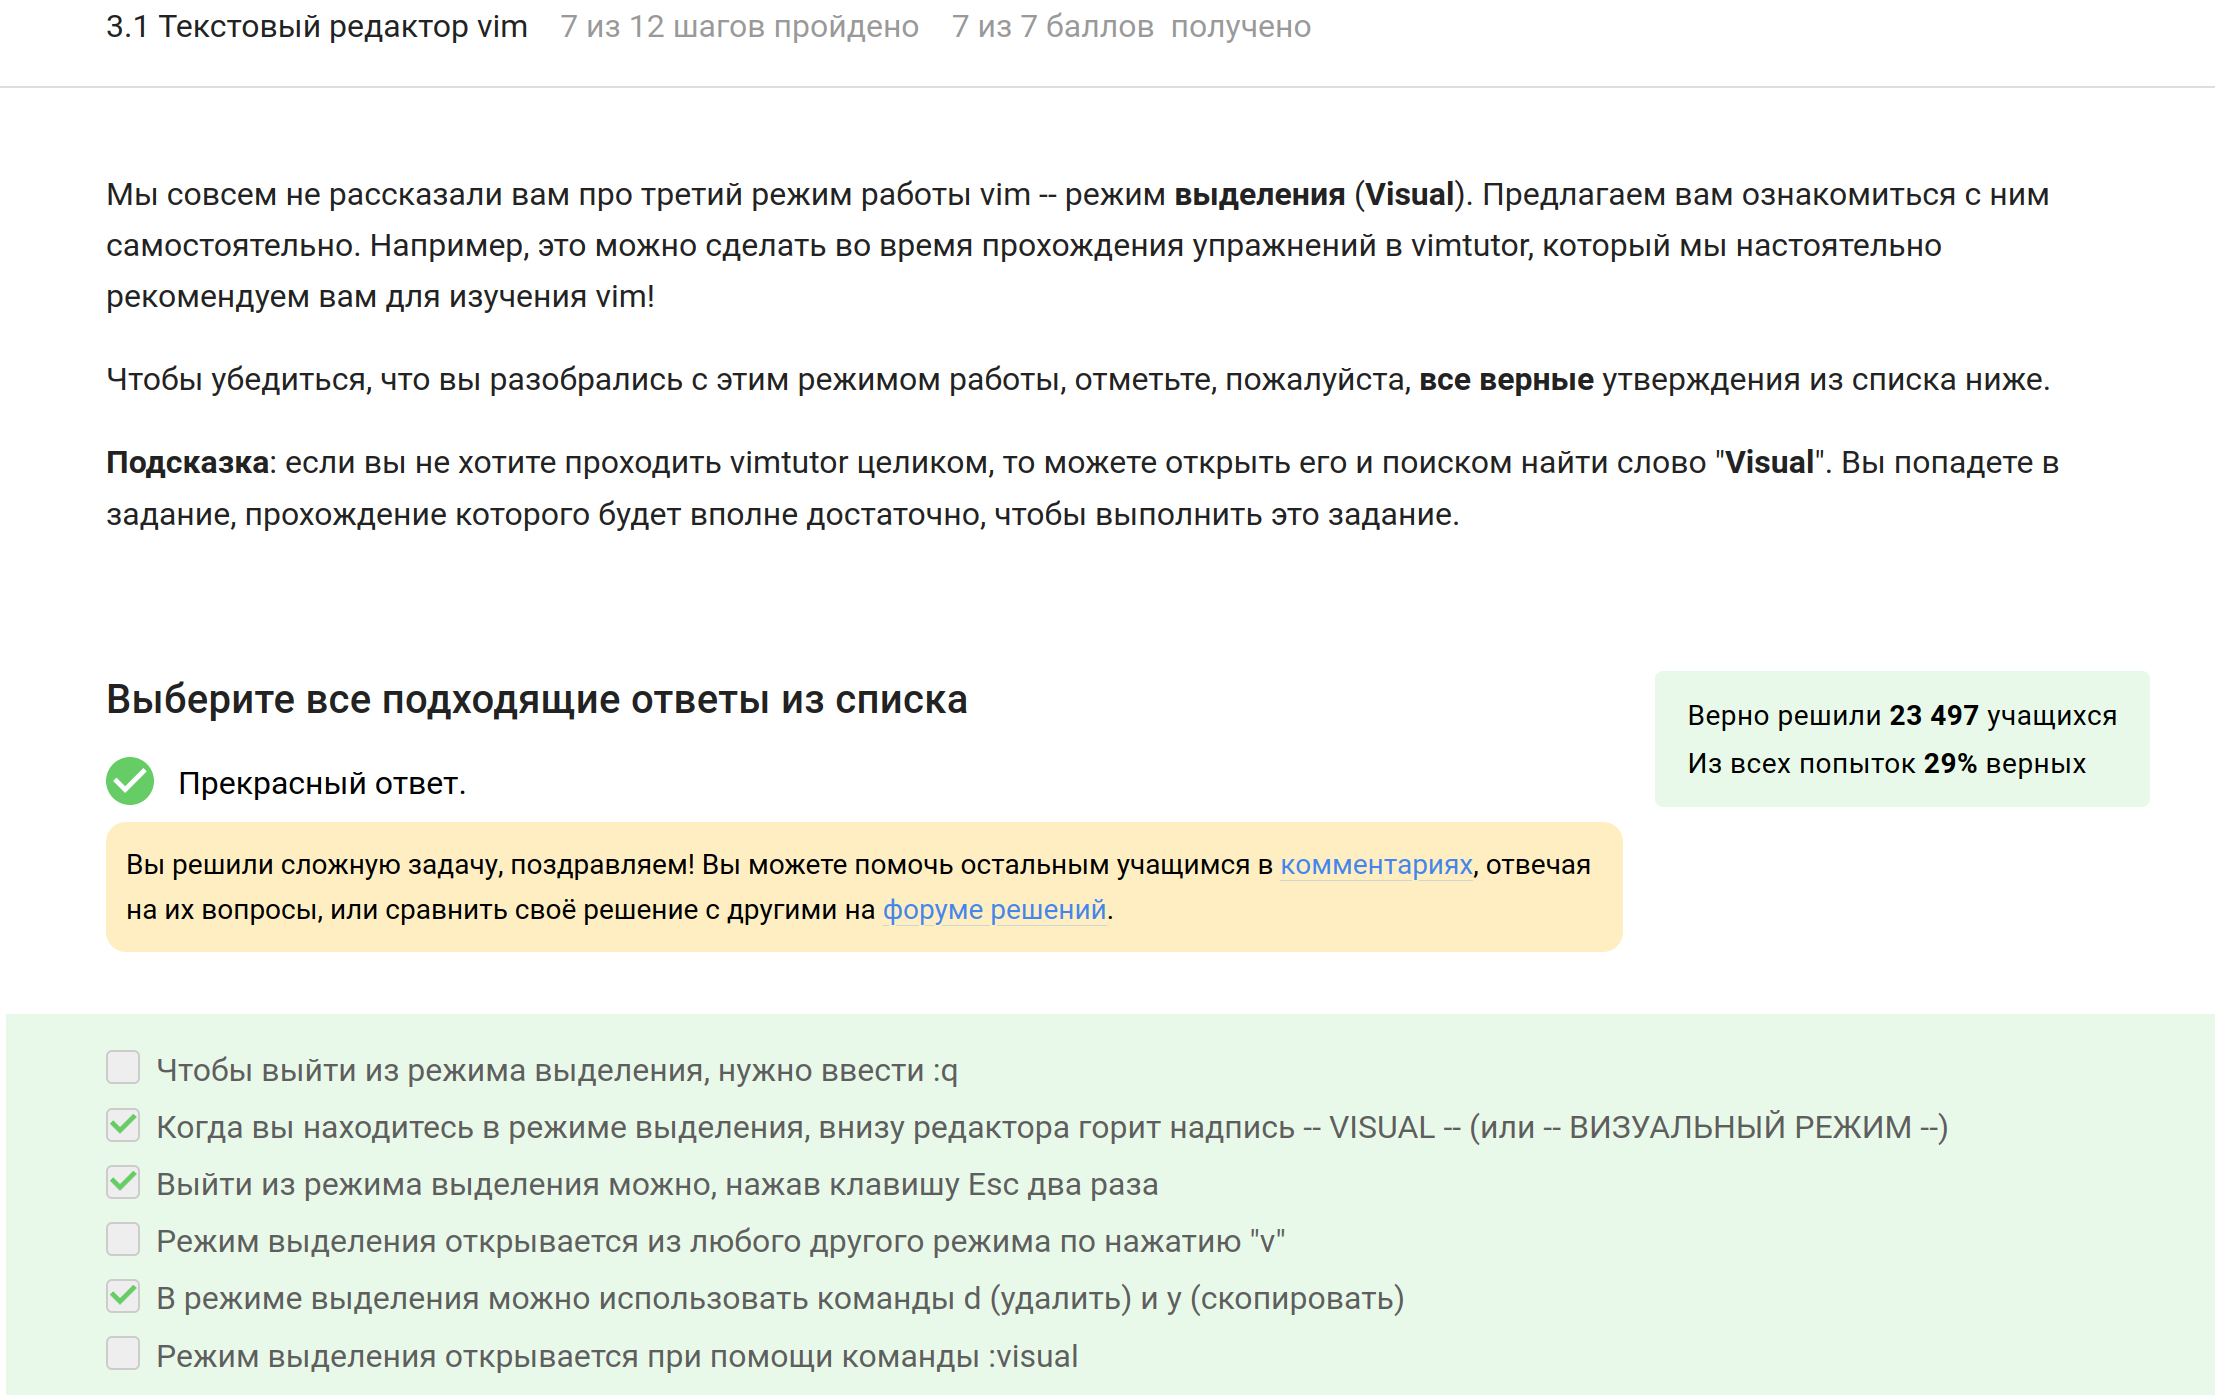 3.1 Текстовый редактор vim 7 из 12 шагов пройдено 7 из 7 баллов получено
Мы совсем не рассказали вам про третий режим работы vim -- режим выделения (Visual). Предлагаем вам ознакомиться с ним
самостоятельно. Например, это можно сделать во время прохождения упражнений в vimtutor, который мы настоятельно
рекомендуем вам для изучения vim!
Чтобы убедиться, что вы разобрались с этим режимом работы, отметьте, пожалуйста, все верные утверждения из списка ниже.
Подсказка: если вы не хотите проходить vimtutor целиком, то можете открыть его и поиском найти слово "Visual". Вы попадете в
задание, прохождение которого будет вполне достаточно, чтобы выполнить это задание.
Выберите все подходящие ответы из списка
Верно решили 23 497 учащихся
Из всех попыток 29% верных
Прекрасный ответ.
Вы решили сложную задачу, поздравляем! Вы можете помочь остальным учащимся в комментариях, отвечая
на их вопросы, или сравнить своё решение с другими на форуме решений.
Чтобы выйти из режима выделения, нужно ввести :q
Когда вы находитесь в режиме выделения, внизу редактора горит надпись -- VISUAL -- (или -- ВИЗУАЛЬНЫЙ РЕЖИМ --)
Выйти из режима выделения можно, нажав клавишу Esc два раза
Режим выделения открывается из любого другого режима по нажатию "v"
В режиме выделения можно использовать команды d (удалить) и y (скопировать)
Режим выделения открывается при помощи команды :visual